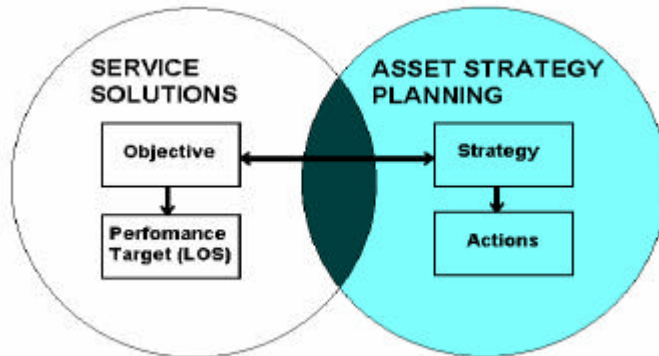 SERVICE
SOLUTIONS
Objective
Perfomance
Target (LOS)
ASSET STRATEGY
PLANNING
Strategy
Actions